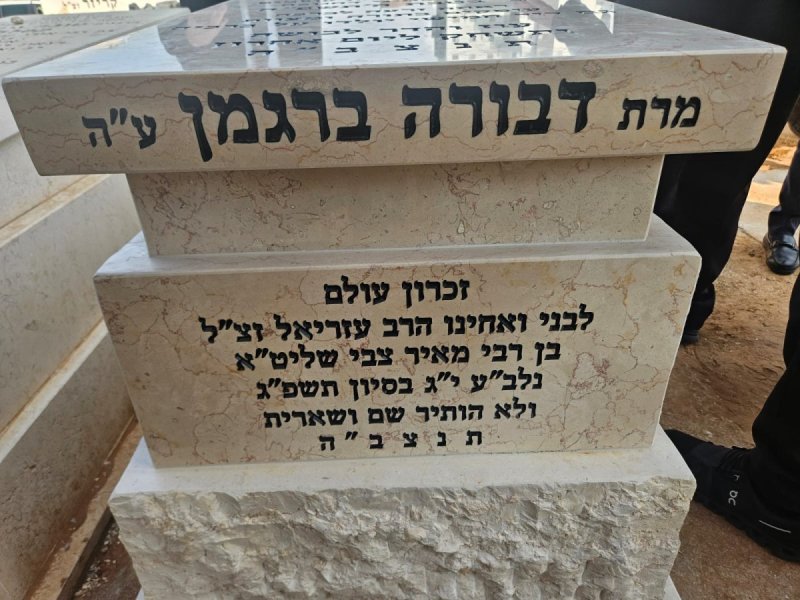 מרת דבורה ברגמן ע"ה
זכרון עולם
לבני ואחינו הרב עזריאל זצ"ל
בן רבי מאיר צבי שליט"א
נלב"ע י"ג בסיון תשפ"ג
ולא הותיר שם ושארית
ת נ צ ב " ה